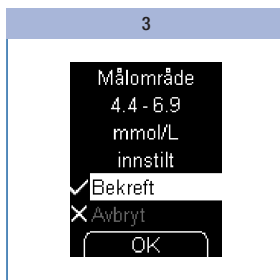 3
Målområde
4.4 - 6.9
mmol/L
innstilt
Bekreft
Avbryt
OK